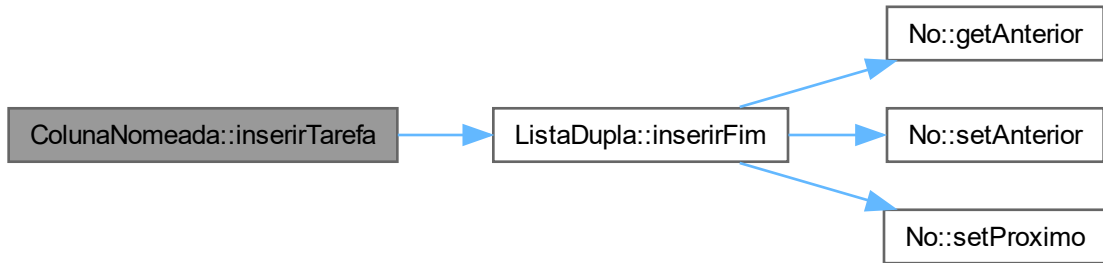 No::getAnterior
ColunaNomeada::inserirTarefa
ListaDupla::inserirFim
No::setAnterior
No::setProximo